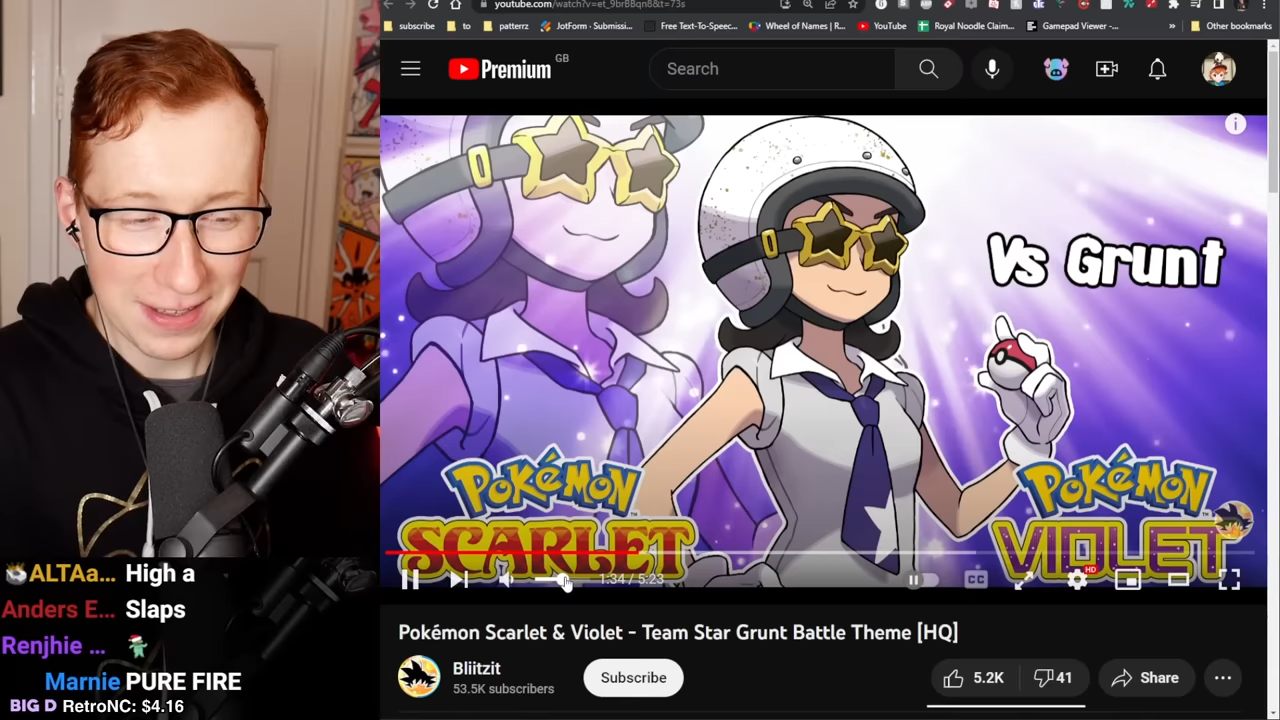 youtube.com/watch?v=et_9brBBqn8&t=73s
subscribe to patterrz JotForm - Submissi... Free Text-To-Speec... Wheel of Names | R... YouTube Royal Noodle Claim... Gamepad Viewer -... » Other bookmarks
Premium GB
Search
Vs Grunt
POKÉMON POKÉMON
SCARLET VIOLET
1:34 / 5:23 CC HD
Pokémon Scarlet & Violet - Team Star Grunt Battle Theme [HQ]
Bliitzit
53.5K subscribers
Subscribe
5.2K 41 Share
ALTAa... High a
Anders E... Slaps
Renjhie ...
Marnie PURE FIRE
BIG D RetroNC: $4.16